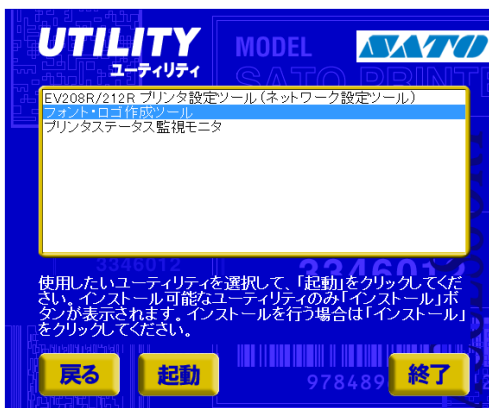 UTILITY
ユーティリティ
MODEL
SATO
SATO PRINTE
EV208R/212R プリンタ設定ツール(ネットワーク設定ツール)
フォント・ロゴ作成ツール
プリンタステータス監視モニタ
3346012
3346012
使用したいユーティリティを選択して、「起動」をクリックしてくだ
さい。インストール可能なユーティリティのみ「インストール」ボ
タンが表示されます。インストールを行う場合は「インストール」
をクリックしてください。
戻る
起動
978489
終了